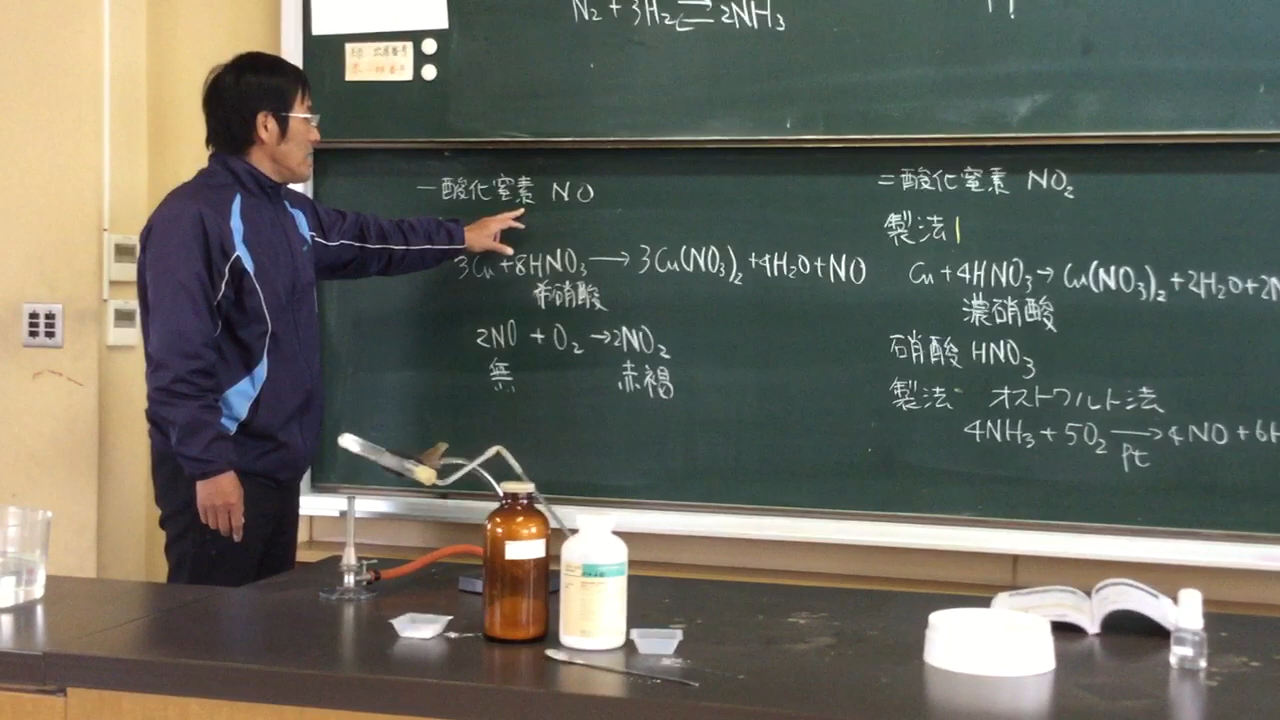 N₂ + 3H₂ ⇄ 2NH₃
一酸化窒素 NO
3Cu + 8HNO₃ → 3Cu(NO₃)₂ + 4H₂O + NO
希硝酸
2NO + O₂ → 2NO₂
無 赤褐
二酸化窒素 NO₂
製法1
Cu + 4HNO₃ → Cu(NO₃)₂ + 2H₂O + 2N
濃硝酸
硝酸 HNO₃
製法 オストワルト法
4NH₃ + 5O₂ → 4NO + 6H
Pt